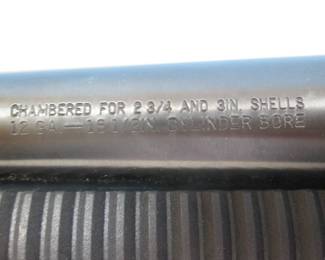 CHAMBERED FOR 2 3/4 AND 3IN. SHELLS
12 GA — 18 1/2IN. CYLINDER BORE